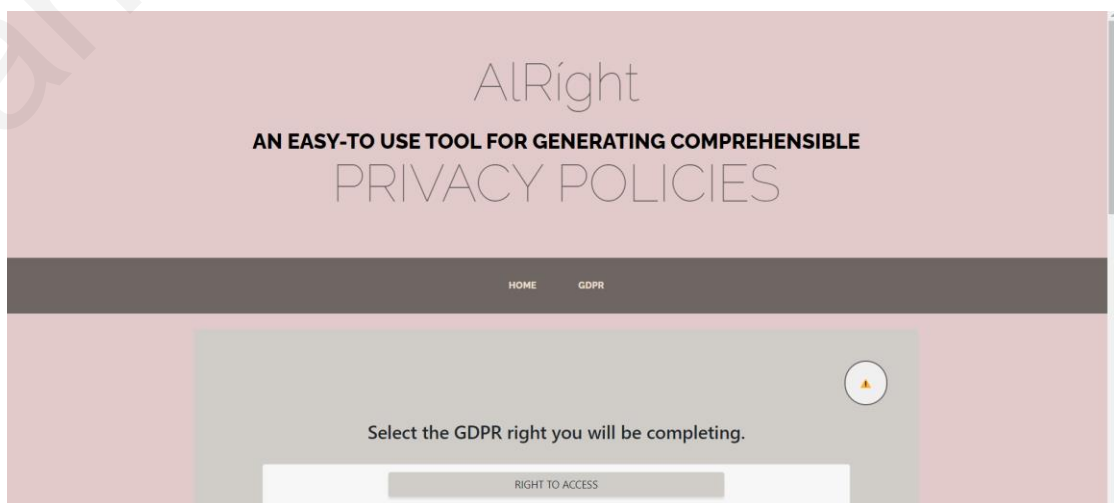 AlRíght
AN EASY-TO USE TOOL FOR GENERATING COMPREHENSIBLE
PRIVACY POLICIES
HOME GDPR
Select the GDPR right you will be completing.
RIGHT TO ACCESS